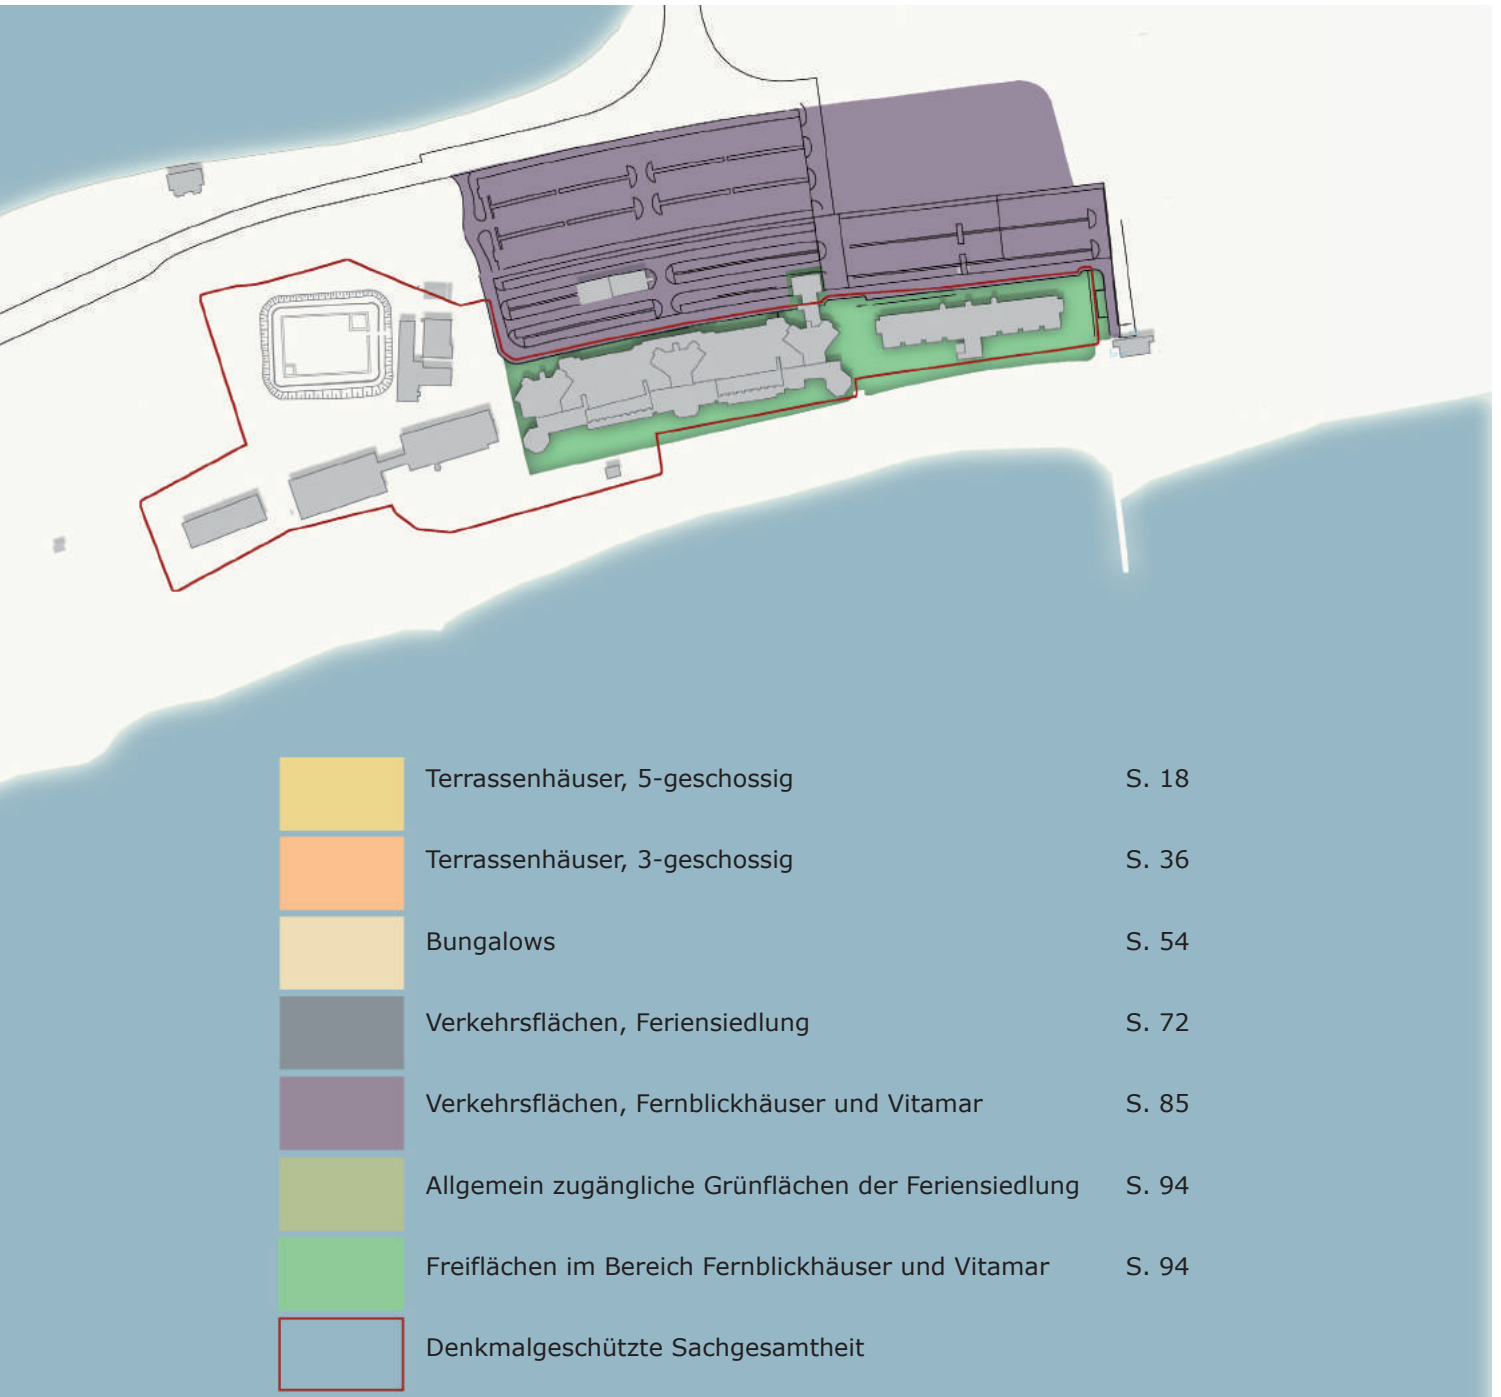 Terrassenhäuser, 5-geschossig S. 18
Terrassenhäuser, 3-geschossig S. 36
Bungalows S. 54
Verkehrsflächen, Feriensiedlung S. 72
Verkehrsflächen, Fernblickhäuser und Vitamar S. 85
Allgemein zugängliche Grünflächen der Feriensiedlung S. 94
Freiflächen im Bereich Fernblickhäuser und Vitamar S. 94
Denkmalgeschützte Sachgesamtheit